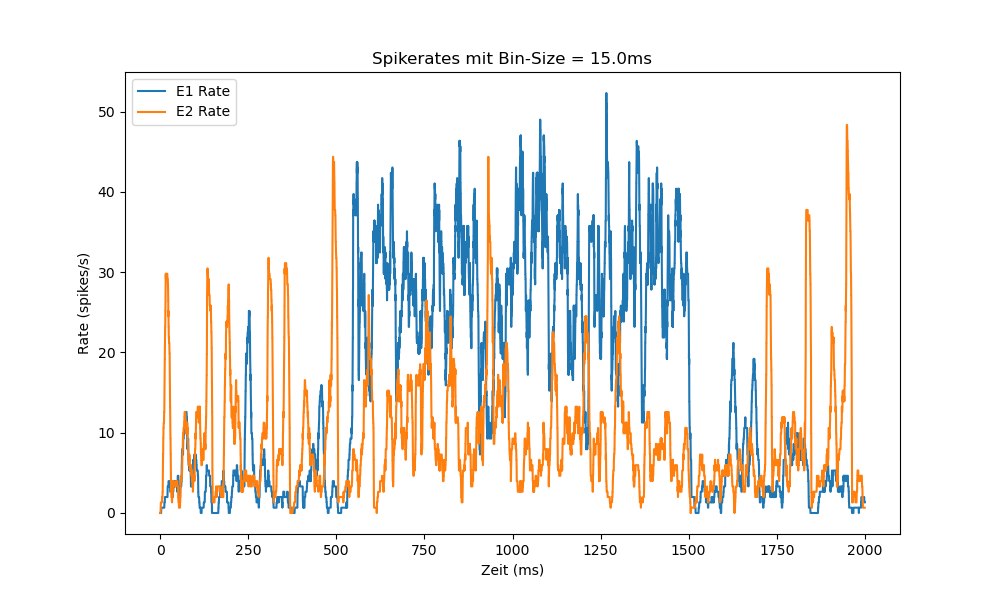 Spikerates mit Bin-Size = 15.0ms
E1 Rate
E2 Rate
Rate (spikes/s)
50
40
30
20
10
0
0 250 500 750 1000 1250 1500 1750 2000
Zeit (ms)